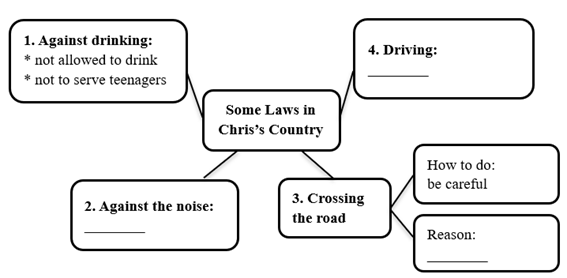 1. Against drinking:
* not allowed to drink
* not to serve teenagers
4. Driving:
________
Some Laws in
Chris's Country
2. Against the noise:
________
3. Crossing
the road
How to do:
be careful
Reason:
________